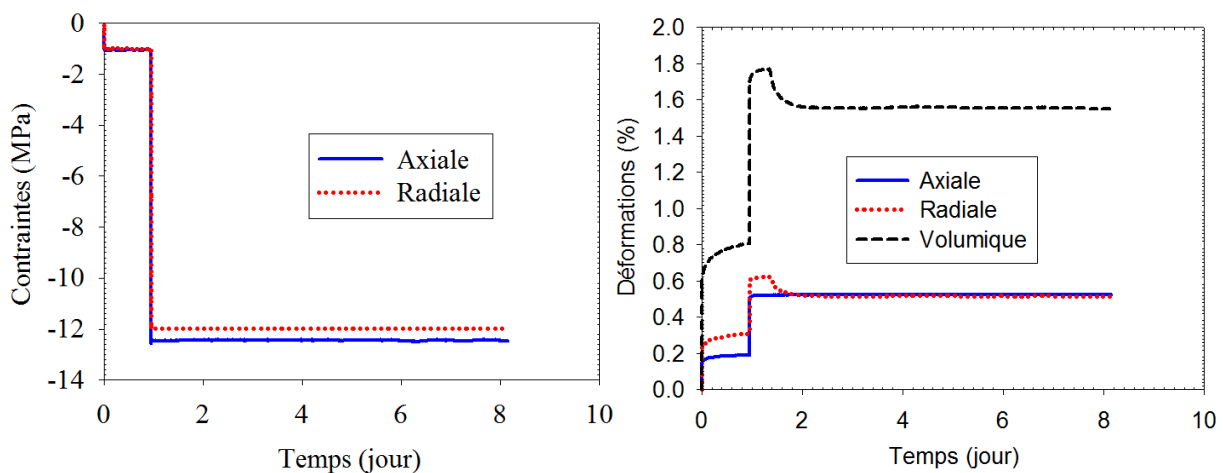 Contraintes (MPa)
0
-2
-4
-6
-8
-10
-12
-14
0 2 4 6 8 10
Temps (jour)
Axiale
Radiale
Déformations (%)
2.0
1.8
1.6
1.4
1.2
1.0
0.8
0.6
0.4
0.2
0.0
0 2 4 6 8 10
Temps (jour)
Axiale
Radiale
Volumique